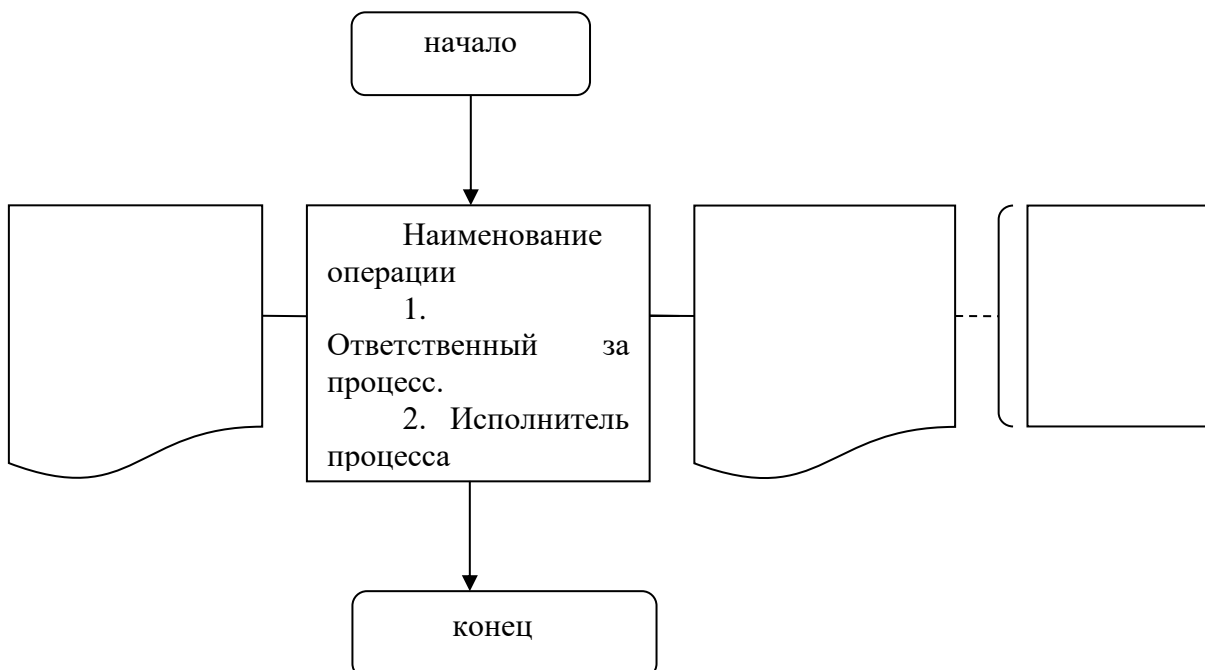 начало
Наименование
операции
1.
Ответственный за
процесс.
2. Исполнитель
процесса
конец